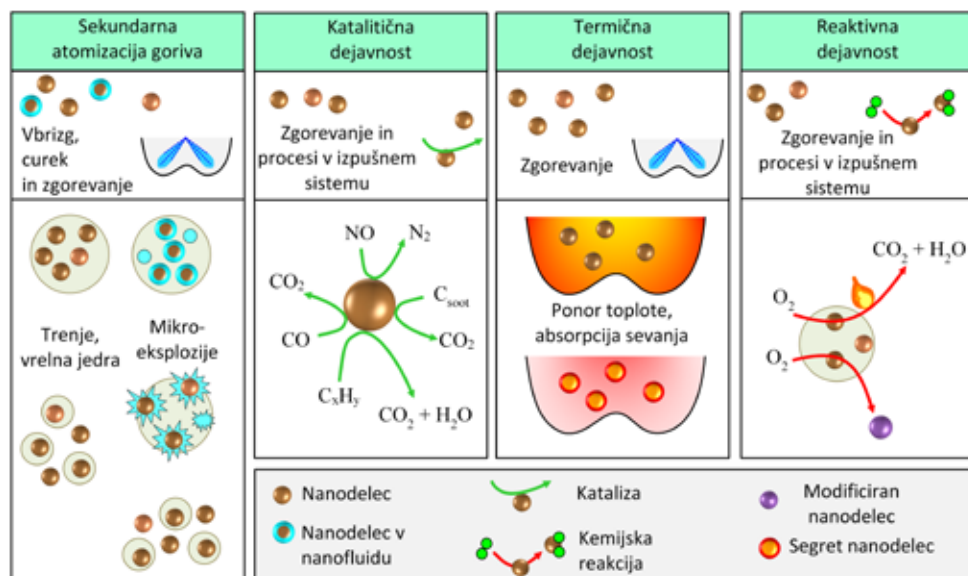 Sekundarna
atomizacija goriva
Katalitična
dejavnost
Termična
dejavnost
Reaktivna
dejavnost
Vbrizg,
curek
in zgorevanje
Zgorevanje in
procesi v izpušnem
sistemu
Zgorevanje
Zgorevanje in
procesi v izpušnem
sistemu
Trenje,
vrelna jedra
Mikro-
eksplozije
NO
N₂
CO₂
C_soot
CO
CO₂
CₓHᵧ
CO₂ + H₂O
Ponor toplote,
absorpcija sevanja
CO₂ + H₂O
O₂
O₂
Nanodelec
Nanodelec v
nanofluidu
Kataliza
Kemijska
reakcija
Modificiran
nanodelec
Segret nanodelec